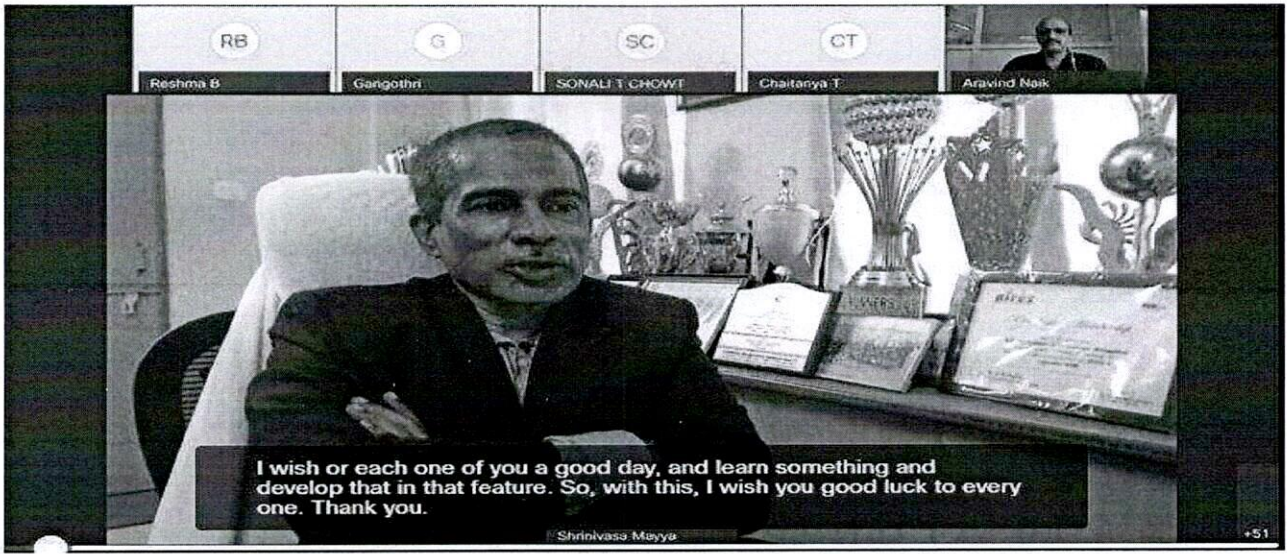 RB
G
SC
CT
Reshma B
Gangothri
SONALI T CHOWT
Chaitanya T
Aravind Naik
RUNNERS
I wish or each one of you a good day, and learn something and
develop that in that feature. So, with this, I wish you good luck to every
one. Thank you.
Shrinivasa Mayya
+51